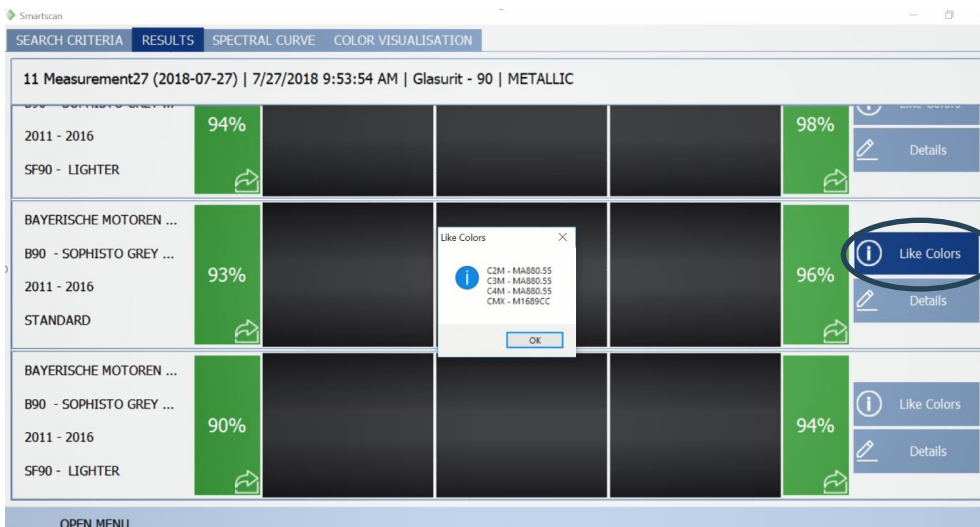 Smartscan
SEARCH CRITERIA RESULTS SPECTRAL CURVE COLOR VISUALISATION
11 Measurement27 (2018-07-27) | 7/27/2018 9:53:54 AM | Glasurit - 90 | METALLIC
2011 - 2016
SF90 - LIGHTER
94%
98%
Details
BAYERISCHE MOTOREN ...
B90 - SOPHISTO GREY ...
2011 - 2016
STANDARD
93%
Like Colors
C2M - MA880.55
C3M - MA880.55
C4M - MA880.55
CMX - M1689CC
OK
96%
Like Colors
Details
BAYERISCHE MOTOREN ...
B90 - SOPHISTO GREY ...
2011 - 2016
SF90 - LIGHTER
90%
94%
Like Colors
Details
OPEN MENU